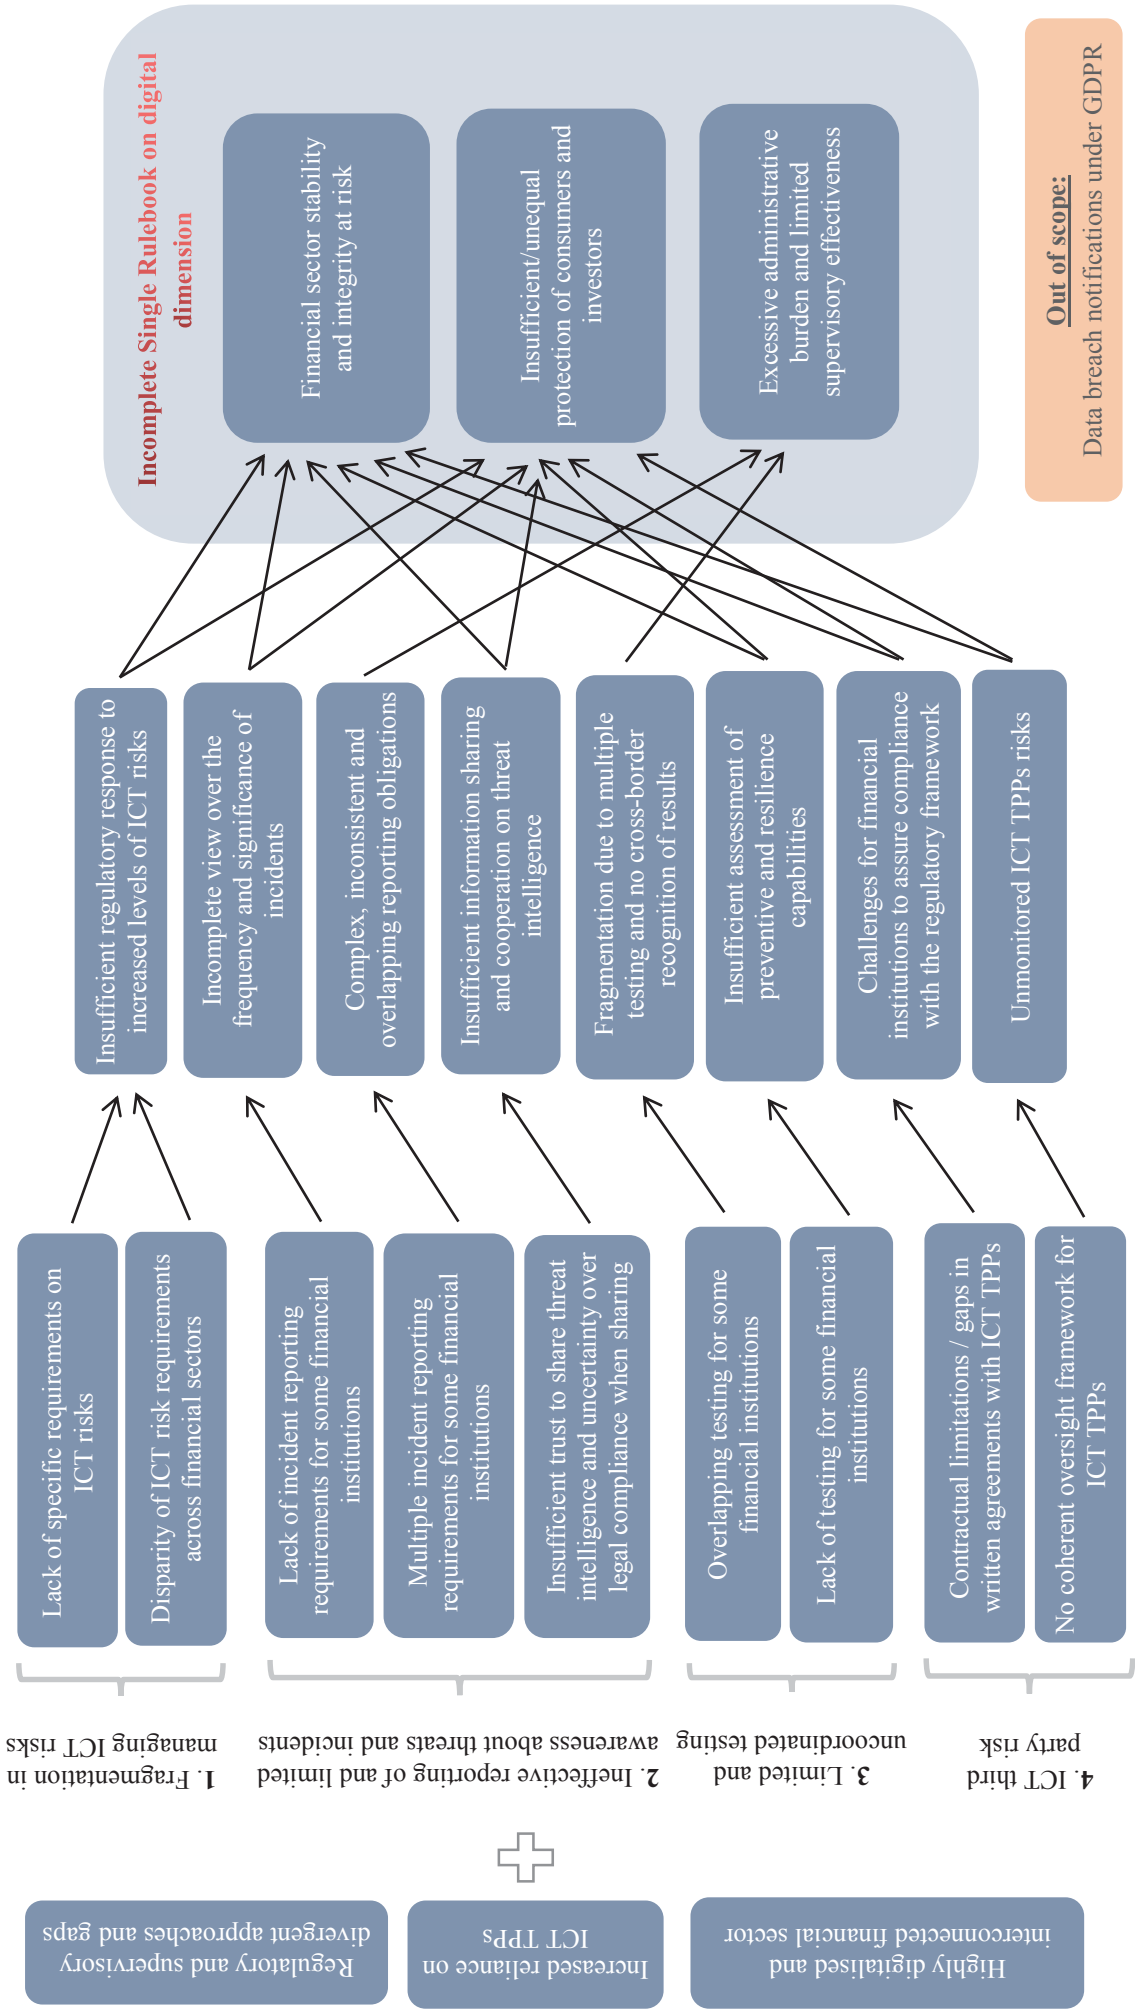 Regulatory and supervisory
divergent approaches and gaps
Increased reliance on
ICT TPPs
Highly digitalised and
interconnected financial sector
1. Fragmentation in
managing ICT risks
2. Ineffective reporting of and limited
awareness about threats and incidents
3. Limited and
uncoordinated testing
4. ICT third
party risk
Lack of specific requirements on
ICT risks
Disparity of ICT risk requirements
across financial sectors
Lack of incident reporting
requirements for some financial
institutions
Multiple incident reporting
requirements for some financial
institutions
Insufficient trust to share threat
intelligence and uncertainty over
legal compliance when sharing
Overlapping testing for some
financial institutions
Lack of testing for some financial
institutions
Contractual limitations / gaps in
written agreements with ICT TPPs
No coherent oversight framework for
ICT TPPs
Insufficient regulatory response to
increased levels of ICT risks
Incomplete view over the
frequency and significance of
incidents
Complex, inconsistent and
overlapping reporting obligations
Insufficient information sharing
and cooperation on threat
intelligence
Fragmentation due to multiple
testing and no cross-border
recognition of results
Insufficient assessment of
preventive and resilience
capabilities
Challenges for financial
institutions to assure compliance
with the regulatory framework
Unmonitored ICT TPPs risks
Incomplete Single Rulebook on digital
dimension
Financial sector stability
and integrity at risk
Insufficient/unequal
protection of consumers and
investors
Excessive administrative
burden and limited
supervisory effectiveness
Out of scope:
Data breach notifications under GDPR